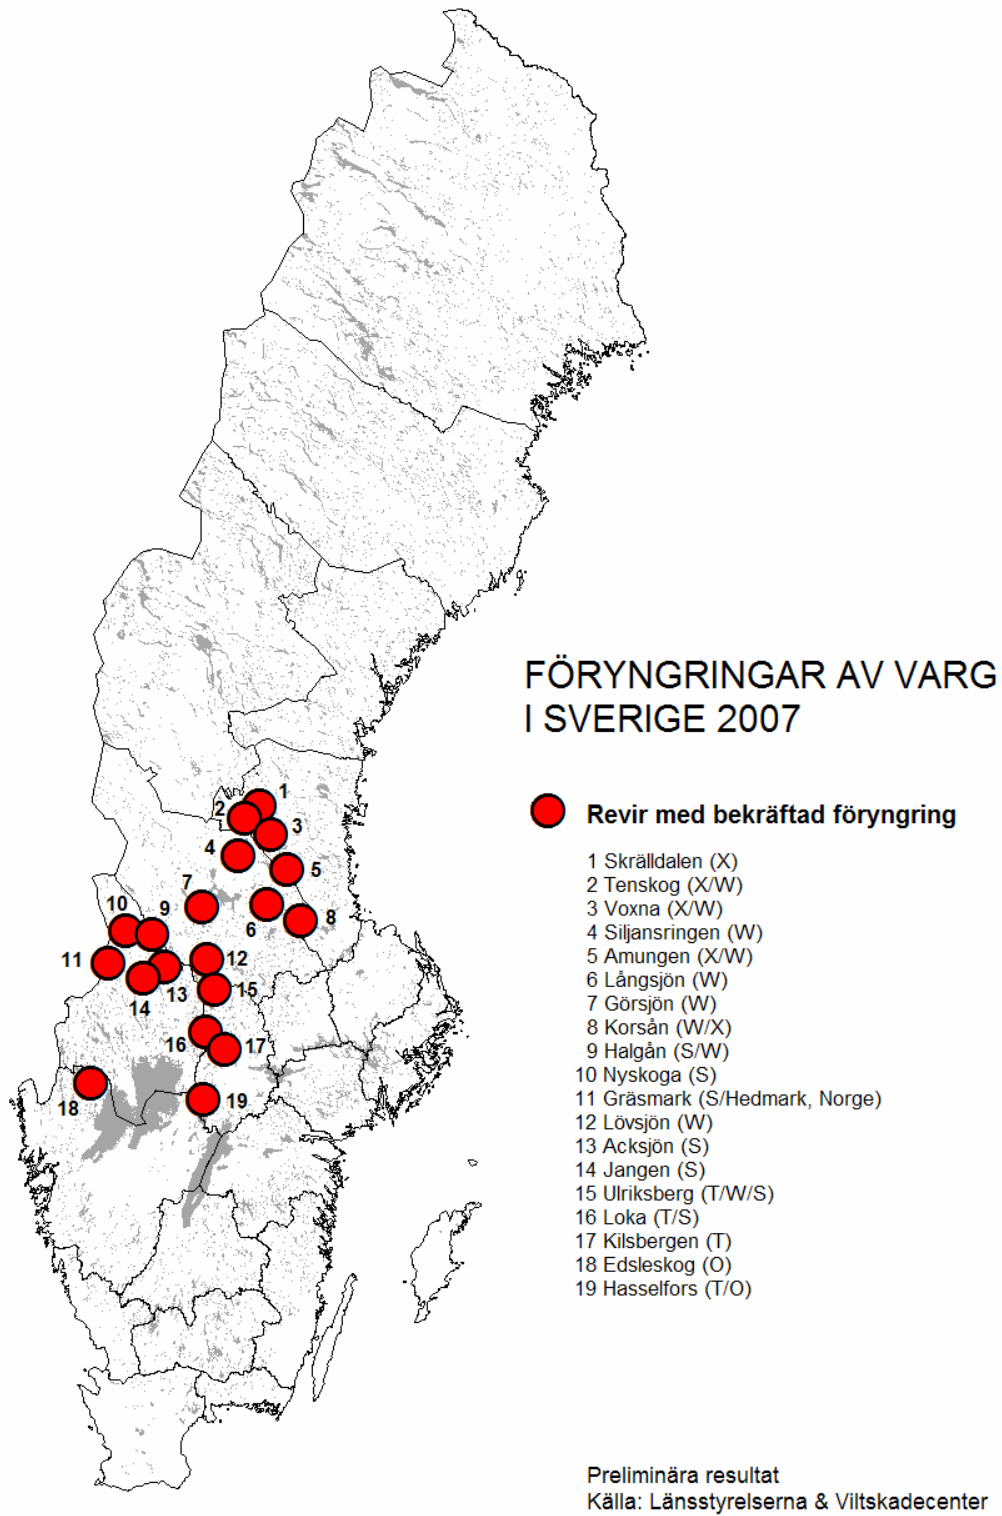 FÖRYNGRINGAR AV VARG
I SVERIGE 2007
Revir med bekräftad föryngring
1 Skrälldalen (X)
2 Tenskog (X/W)
3 Voxna (X/W)
4 Siljansringen (W)
5 Amungen (X/W)
6 Långsjön (W)
7 Görsjön (W)
8 Korsån (W/X)
9 Halgån (S/W)
10 Nyskoga (S)
11 Gräsmark (S/Hedmark, Norge)
12 Lövsjön (W)
13 Acksjön (S)
14 Jangen (S)
15 Ulriksberg (T/W/S)
16 Loka (T/S)
17 Kilsbergen (T)
18 Edsleskog (O)
19 Hasselfors (T/O)
1
2
3
4
5
7
6
8
10
9
11
12
13
14
15
16
17
18
19
Preliminära resultat
Källa: Länsstyrelserna & Viltskadecenter